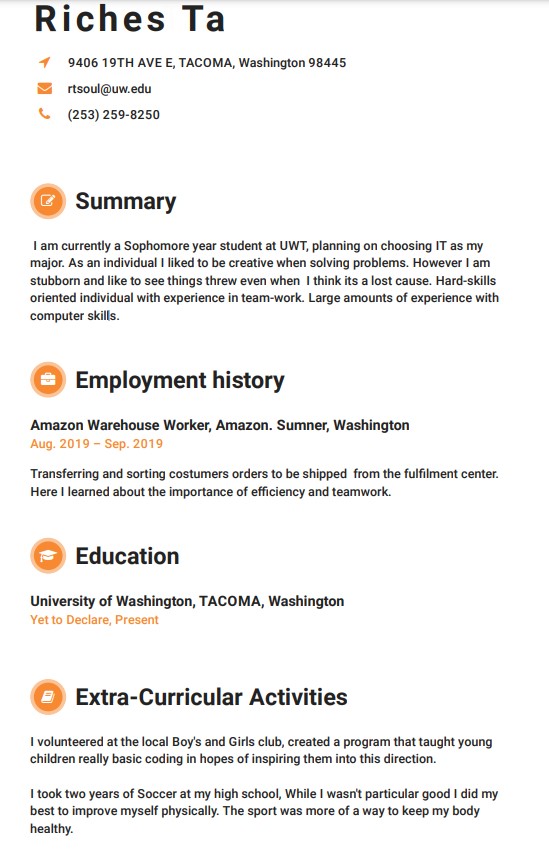 Riches Ta
9406 19TH AVE E, TACOMA, Washington 98445
rtsoul@uw.edu
(253) 259-8250
Summary
I am currently a Sophomore year student at UWT, planning on choosing IT as my
major. As an individual I liked to be creative when solving problems. However I am
stubborn and like to see things threw even when  I think its a lost cause. Hard-skills
oriented individual with experience in team-work. Large amounts of experience with
computer skills.
Employment history
Amazon Warehouse Worker, Amazon. Sumner, Washington
Aug. 2019 – Sep. 2019
Transferring and sorting costumers orders to be shipped  from the fulfilment center.
Here I learned about the importance of efficiency and teamwork.
Education
University of Washington, TACOMA, Washington
Yet to Declare, Present
Extra-Curricular Activities
I volunteered at the local Boy's and Girls club, created a program that taught young
children really basic coding in hopes of inspiring them into this direction.
I took two years of Soccer at my high school, While I wasn't particular good I did my
best to improve myself physically. The sport was more of a way to keep my body
healthy.